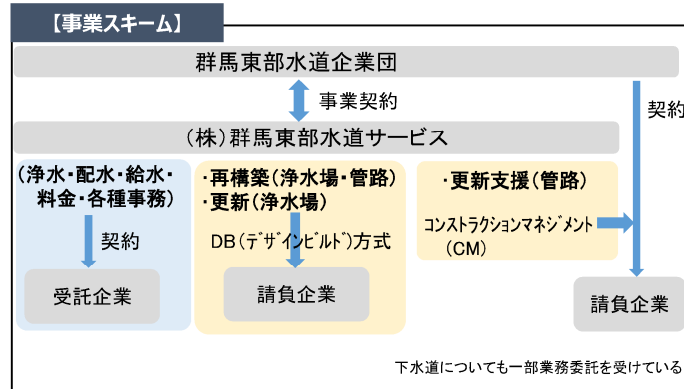 【事業スキーム】
群馬東部水道企業団
事業契約
契約
(株)群馬東部水道サービス
(浄水・配水・給水・
料金・各種事務)
契約
受託企業
・再構築(浄水場・管路)
・更新(浄水場)
DB(ﾃﾞｻﾞｲﾝﾋﾞﾙﾄﾞ)方式
請負企業
・更新支援(管路)
ｺﾝｽﾄﾗｸｼｮﾝﾏﾈｼﾞﾒﾝﾄ
(CM)
請負企業
下水道についても一部業務委託を受けている